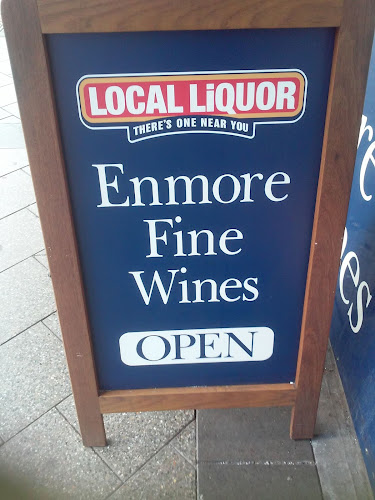 LOCAL LiQUOR
THERE'S ONE NEAR YOU
Enmore
Fine
Wines
OPEN